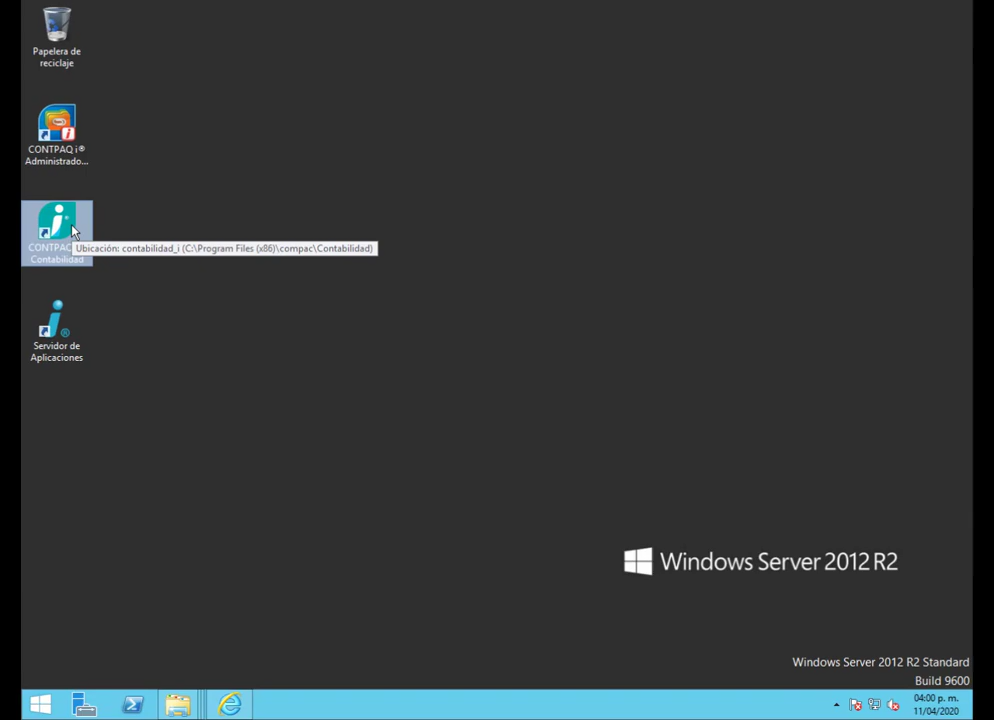 Papelera de
reciclaje
CONTPAQ i®
Administrado...
CONTPAQ
Contabilidad
Ubicación: contabilidad_i (C:\Program Files (x86)\compac\Contabilidad)
Servidor de
Aplicaciones
Windows Server 2012 R2
Windows Server 2012 R2 Standard
Build 9600
04:00 p. m.
11/04/2020